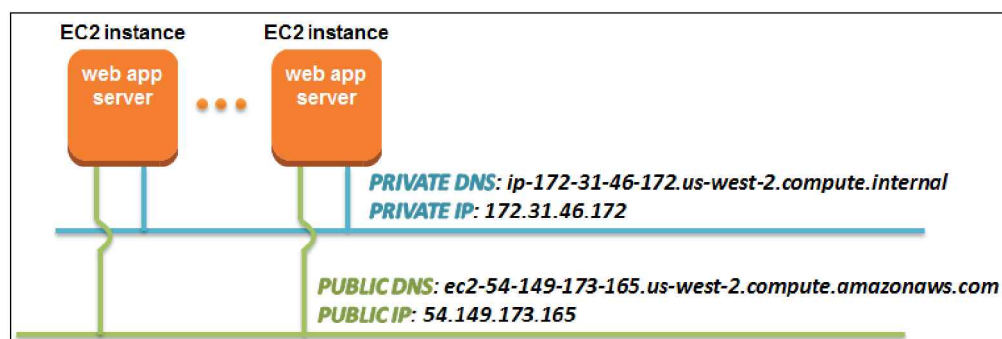 EC2 instance
EC2 instance
web app
server
web app
server
PRIVATE DNS: ip-172-31-46-172.us-west-2.compute.internal
PRIVATE IP: 172.31.46.172
PUBLIC DNS: ec2-54-149-173-165.us-west-2.compute.amazonaws.com
PUBLIC IP: 54.149.173.165